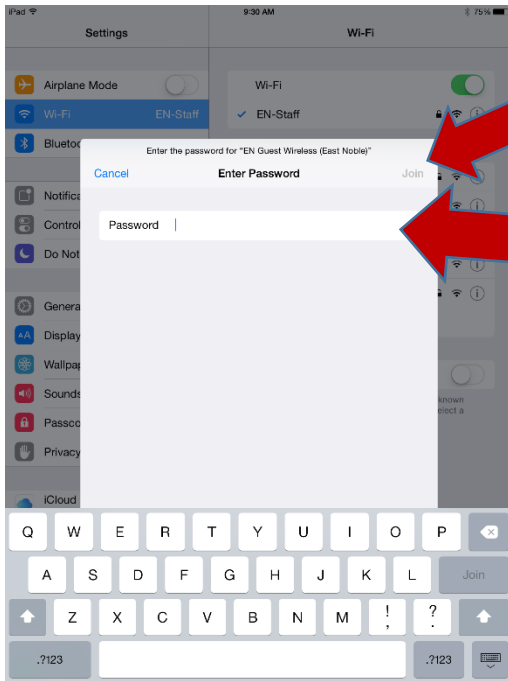 iPad 9:30 AM 75%
Settings Wi-Fi
Airplane Mode Wi-Fi
Wi-Fi EN-Staff EN-Staff
Bluetoo
Enter the password for “EN Guest Wireless (East Noble)”
Cancel Enter Password Join
Notifica
Password
Control
Do Not
Genera
Display
Wallpap
Sounds
known
elect a
Passco
Privacy
iCloud
Q W E R T Y U I O P
A S D F G H J K L Join
Z X C V B N M ! , ? .
.?123 .?123